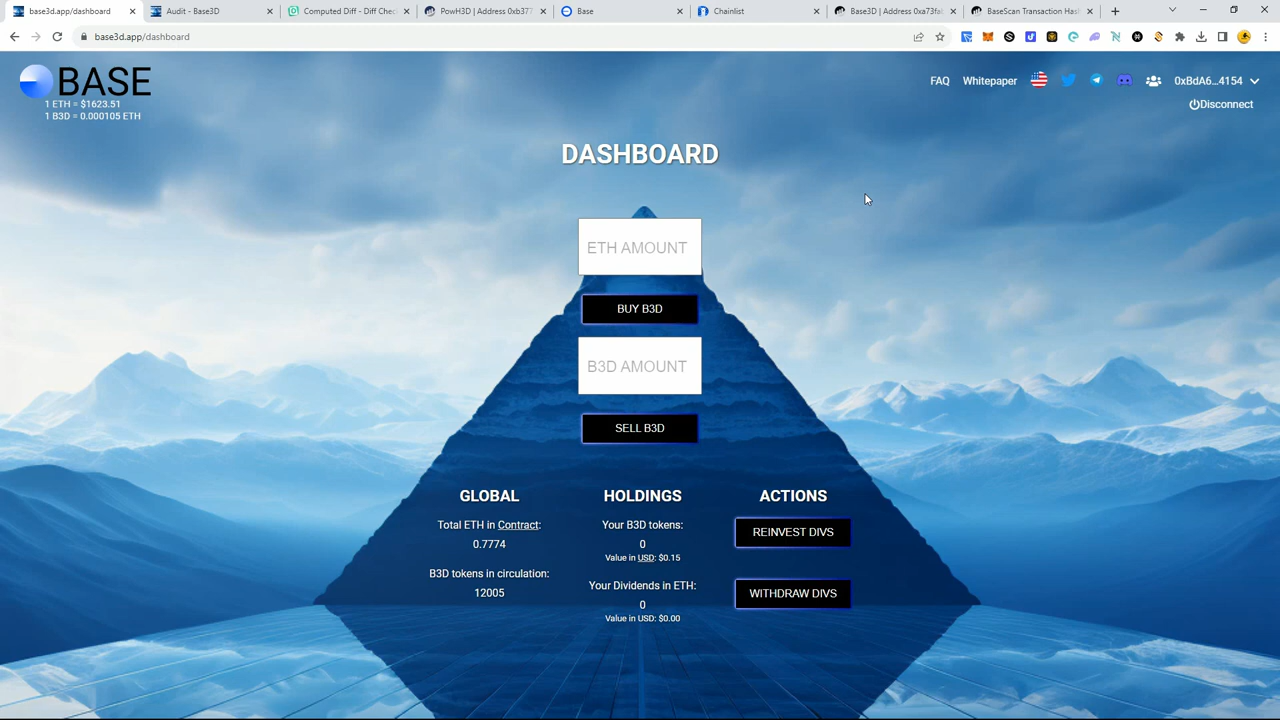 base3d.app/dashboard
Audit - Base3D
Computed Diff - Diff Chec
PowH3D | Address 0xb377
Base
Chainlist
Base3D | Address 0xa73fa
BaseScan Transaction Hash
base3d.app/dashboard
BASE
1 ETH = $1623.51
1 B3D = 0.000105 ETH
FAQ
Whitepaper
0xBdA6...4154
Disconnect
DASHBOARD
ETH AMOUNT
BUY B3D
B3D AMOUNT
SELL B3D
GLOBAL
Total ETH in Contract:
0.7774
B3D tokens in circulation:
12005
HOLDINGS
Your B3D tokens:
0
Value in USD: $0.15
Your Dividends in ETH:
0
Value in USD: $0.00
ACTIONS
REINVEST DIVS
WITHDRAW DIVS